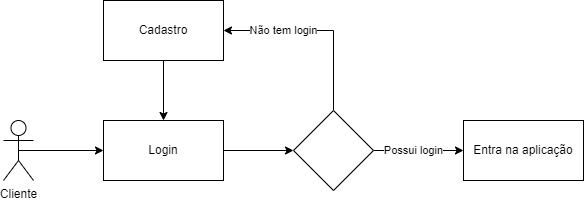 Cadastro
Não tem login
Login
Possui login
Entra na aplicação
Cliente